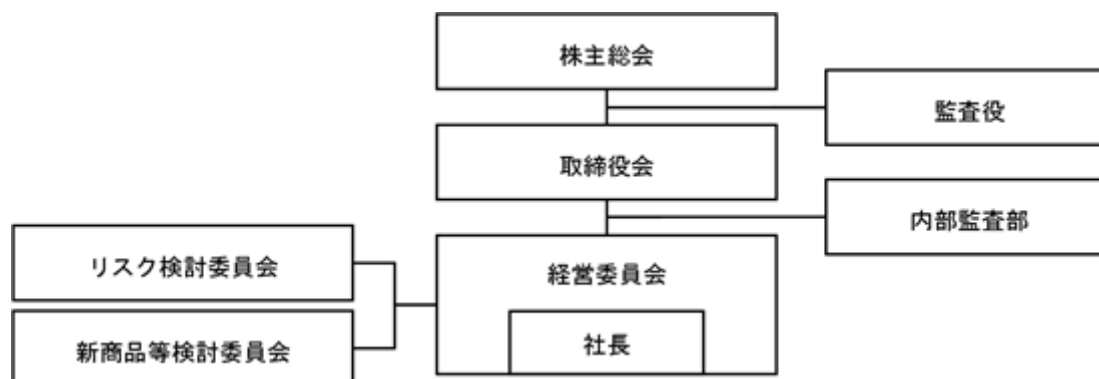 株主総会
監査役
取締役会
内部監査部
リスク検討委員会
経営委員会
社長
新商品等検討委員会